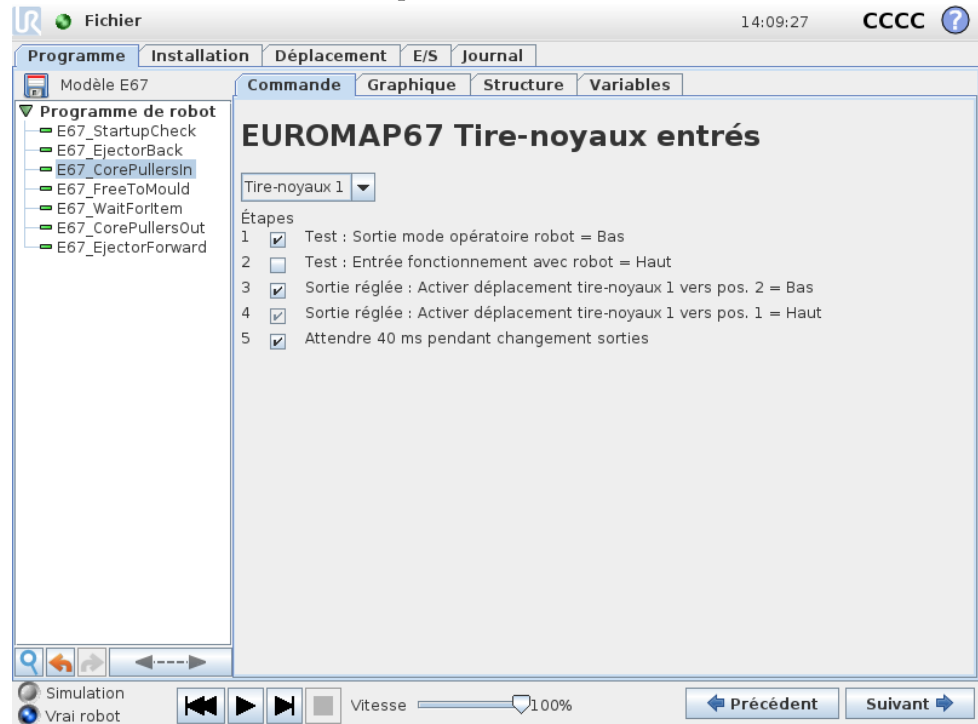 UR Fichier 14:09:27 CCCC ?
Programme Installation Déplacement E/S Journal
Modèle E67
Commande Graphique Structure Variables
Programme de robot
E67_StartupCheck
E67_EjectorBack
E67_CorePullersIn
E67_FreeToMould
E67_WaitForItem
E67_CorePullersOut
E67_EjectorForward
EUROMAP67 Tire-noyaux entrés
Tire-noyaux 1
Étapes
1 Test : Sortie mode opératoire robot = Bas
2 Test : Entrée fonctionnement avec robot = Haut
3 Sortie réglée : Activer déplacement tire-noyaux 1 vers pos. 2 = Bas
4 Sortie réglée : Activer déplacement tire-noyaux 1 vers pos. 1 = Haut
5 Attendre 40 ms pendant changement sorties
Simulation
Vrai robot
Vitesse 100%
Précédent Suivant